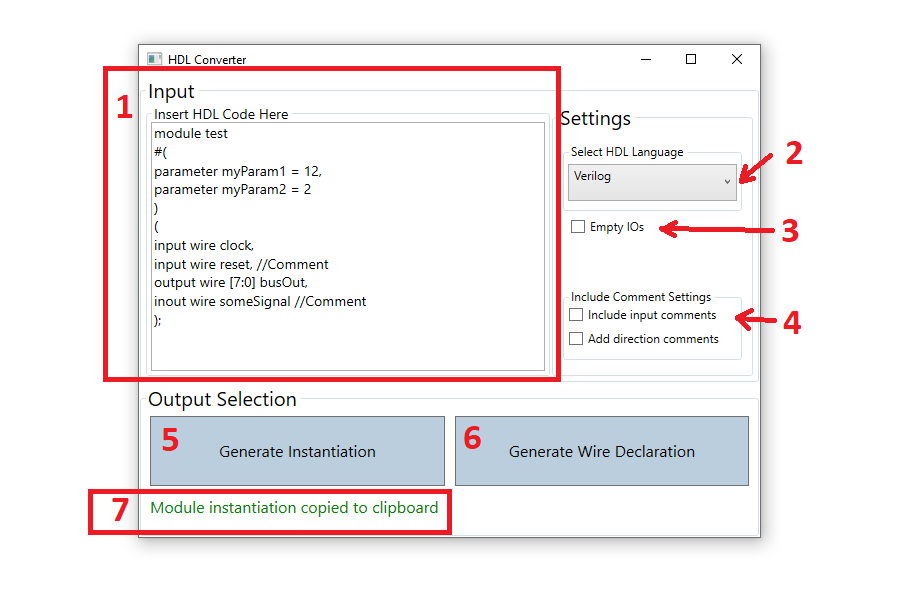 HDL Converter
1
Input
Insert HDL Code Here
module test
#(
parameter myParam1 = 12,
parameter myParam2 = 2
)
(
input wire clock,
input wire reset, //Comment
output wire [7:0] busOut,
inout wire someSignal //Comment
);
Settings
Select HDL Language
Verilog
2
Empty IOs
3
Include Comment Settings
Include input comments
4
Add direction comments
Output Selection
5
Generate Instantiation
6
Generate Wire Declaration
7
Module instantiation copied to clipboard